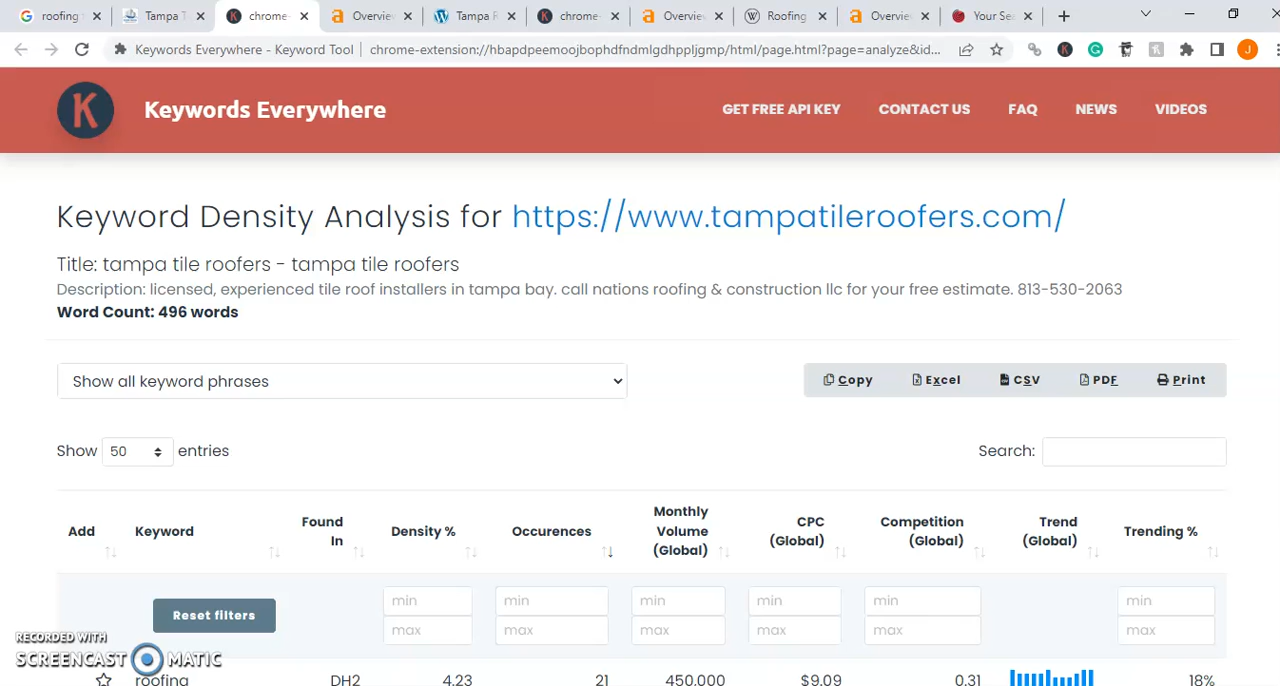 roofing
Tampa T
chrome-
Overvie
Tampa R
chrome-
Overvie
Roofing
Overvie
Your Se
Keywords Everywhere - Keyword Tool
chrome-extension://hbapdpeemoojbophdfndmlgdhppljgmp/html/page.html?page=analyze&id...
J
K
Keywords Everywhere
GET FREE API KEY
CONTACT US
FAQ
NEWS
VIDEOS
Keyword Density Analysis for https://www.tampatileroofers.com/
Title: tampa tile roofers - tampa tile roofers
Description: licensed, experienced tile roof installers in tampa bay. call nations roofing & construction llc for your free estimate. 813-530-2063
Word Count: 496 words
Show all keyword phrases
Copy
Excel
CSV
PDF
Print
Show 50 entries
Search:
Add
Keyword
Found
In
Density %
Occurences
Monthly
Volume
(Global)
CPC
(Global)
Competition
(Global)
Trend
(Global)
Trending %
Reset filters
min
min
min
min
min
min
max
max
max
max
max
max
RECORDED WITH
SCREENCAST MATIC
roofing DH2 4.23 21 450,000 $9.09 0.31 18%